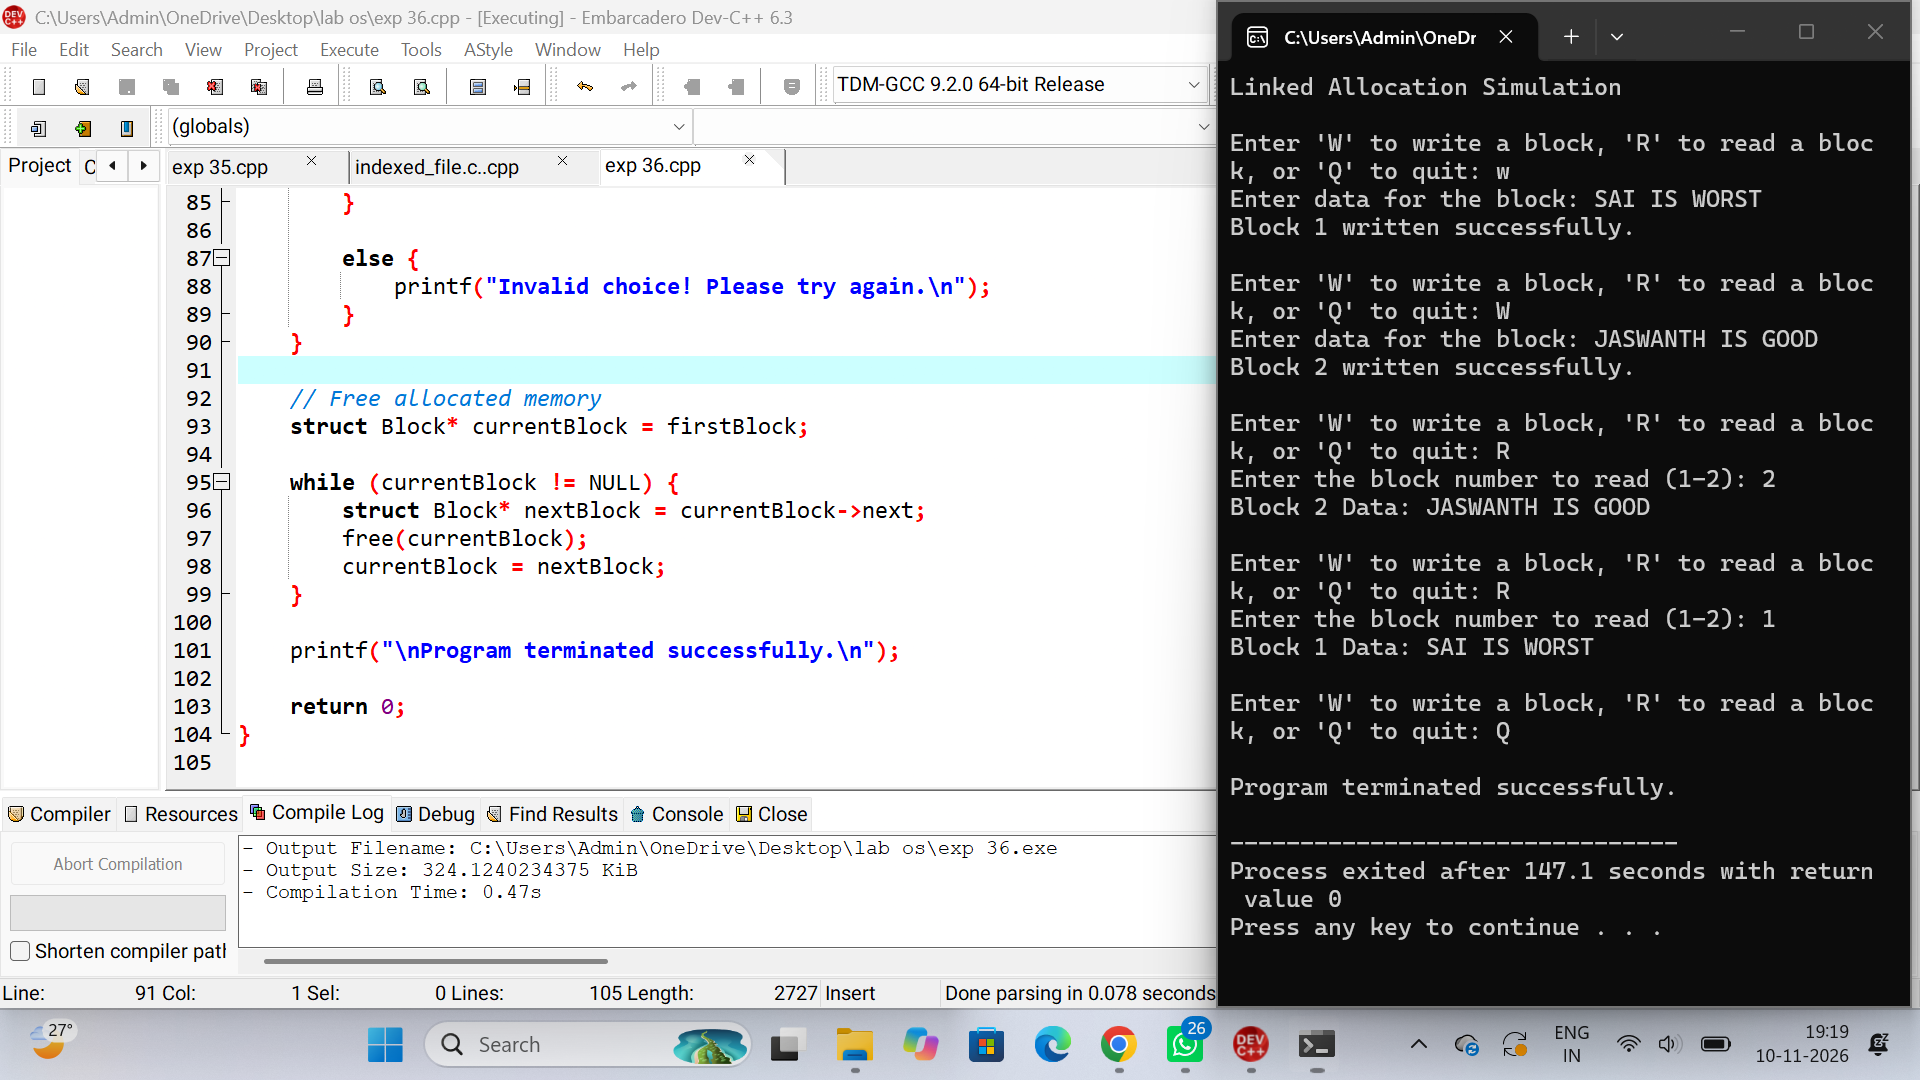 C:\Users\Admin\OneDrive\Desktop\lab os\exp 36.cpp - [Executing] - Embarcadero Dev-C++ 6.3
File Edit Search View Project Execute Tools AStyle Window Help
TDM-GCC 9.2.0 64-bit Release
(globals)
Project C
exp 35.cpp indexed_file.c..cpp exp 36.cpp
85 }
86
87 else {
88 printf("Invalid choice! Please try again.\n");
89 }
90 }
91
92 // Free allocated memory
93 struct Block* currentBlock = firstBlock;
94
95 while (currentBlock != NULL) {
96 struct Block* nextBlock = currentBlock->next;
97 free(currentBlock);
98 currentBlock = nextBlock;
99 }
100
101 printf("\nProgram terminated successfully.\n");
102
103 return 0;
104 }
105
Compiler Resources Compile Log Debug Find Results Console Close
Abort Compilation
Shorten compiler path
- Output Filename: C:\Users\Admin\OneDrive\Desktop\lab os\exp 36.exe
- Output Size: 324.1240234375 KiB
- Compilation Time: 0.47s
Line: 91 Col: 1 Sel: 0 Lines: 105 Length: 2727 Insert Done parsing in 0.078 seconds
C:\Users\Admin\OneDr
Linked Allocation Simulation
Enter 'W' to write a block, 'R' to read a bloc
k, or 'Q' to quit: w
Enter data for the block: SAI IS WORST
Block 1 written successfully.
Enter 'W' to write a block, 'R' to read a bloc
k, or 'Q' to quit: W
Enter data for the block: JASWANTH IS GOOD
Block 2 written successfully.
Enter 'W' to write a block, 'R' to read a bloc
k, or 'Q' to quit: R
Enter the block number to read (1-2): 2
Block 2 Data: JASWANTH IS GOOD
Enter 'W' to write a block, 'R' to read a bloc
k, or 'Q' to quit: R
Enter the block number to read (1-2): 1
Block 1 Data: SAI IS WORST
Enter 'W' to write a block, 'R' to read a bloc
k, or 'Q' to quit: Q
Program terminated successfully.
--------------------------------
Process exited after 147.1 seconds with return
value 0
Press any key to continue . . .
27°
Search
26
DEV C++
ENG
IN
19:19
10-11-2026